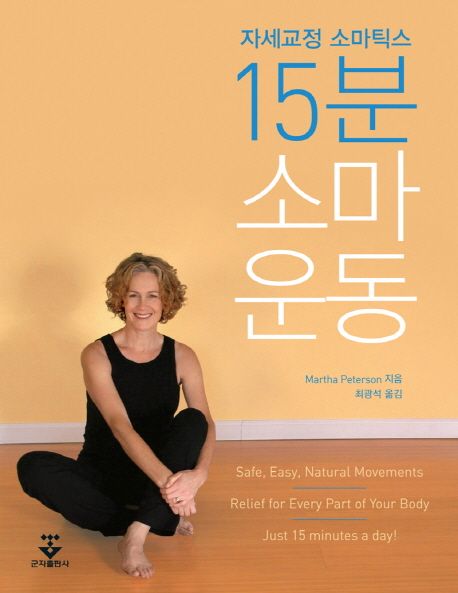 자세교정 소마틱스
15분
소마
운동
Martha Peterson 지음
최광석 옮김
Safe, Easy, Natural Movements
Relief for Every Part of Your Body
Just 15 minutes a day!
군자출판사